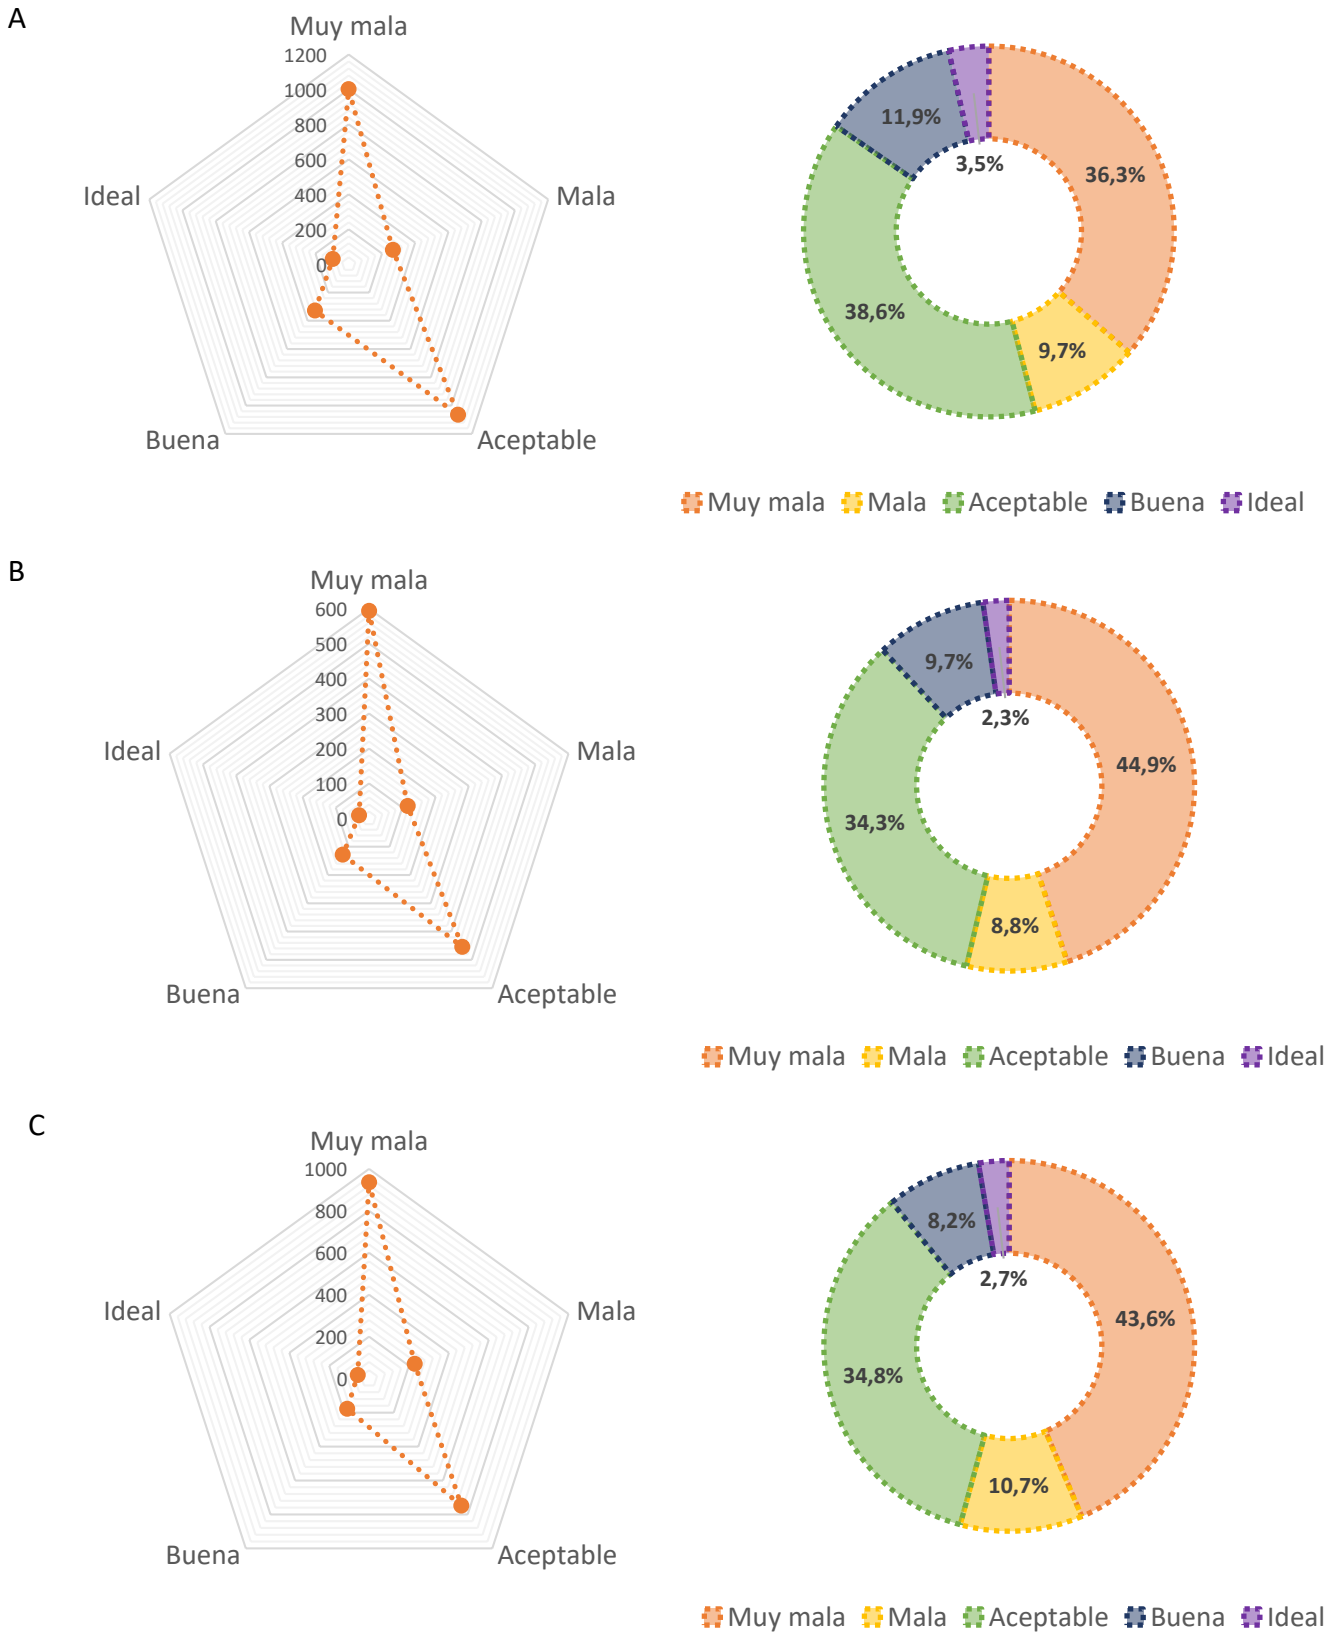 A
Muy mala
1200
1000
800
600
400
200
0
Ideal
Mala
Buena
Aceptable
11,9%
3,5%
36,3%
38,6%
9,7%
Muy mala Mala Aceptable Buena Ideal
B
Muy mala
600
500
400
300
200
100
0
Ideal
Mala
Buena
Aceptable
9,7%
2,3%
44,9%
34,3%
8,8%
Muy mala Mala Aceptable Buena Ideal
C
Muy mala
1000
800
600
400
200
0
Ideal
Mala
Buena
Aceptable
8,2%
2,7%
43,6%
34,8%
10,7%
Muy mala Mala Aceptable Buena Ideal